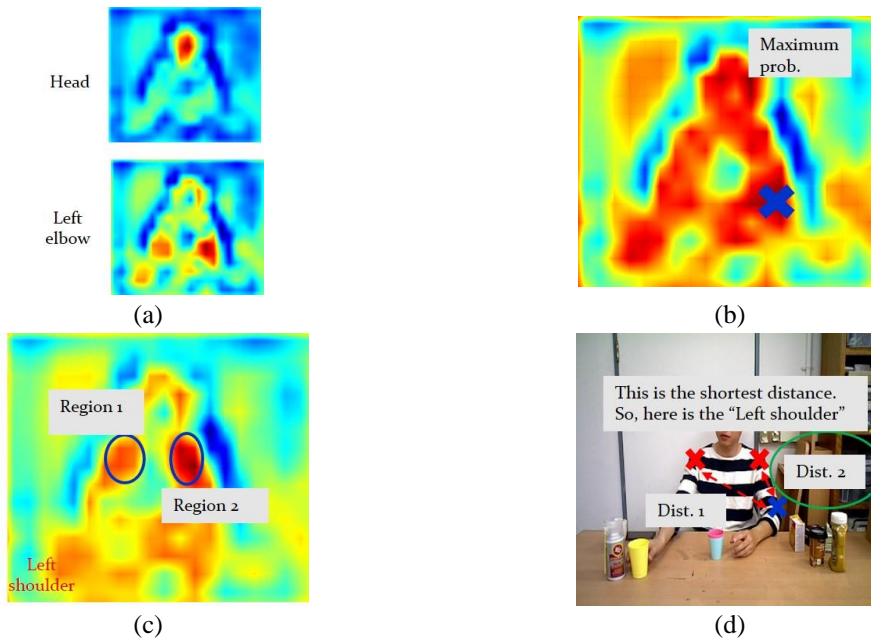 Head
Left
elbow
(a)
Maximum
prob.
(b)
Region 1
Region 2
Left
shoulder
(c)
This is the shortest distance.
So, here is the "Left shoulder"
Dist. 2
Dist. 1
(d)